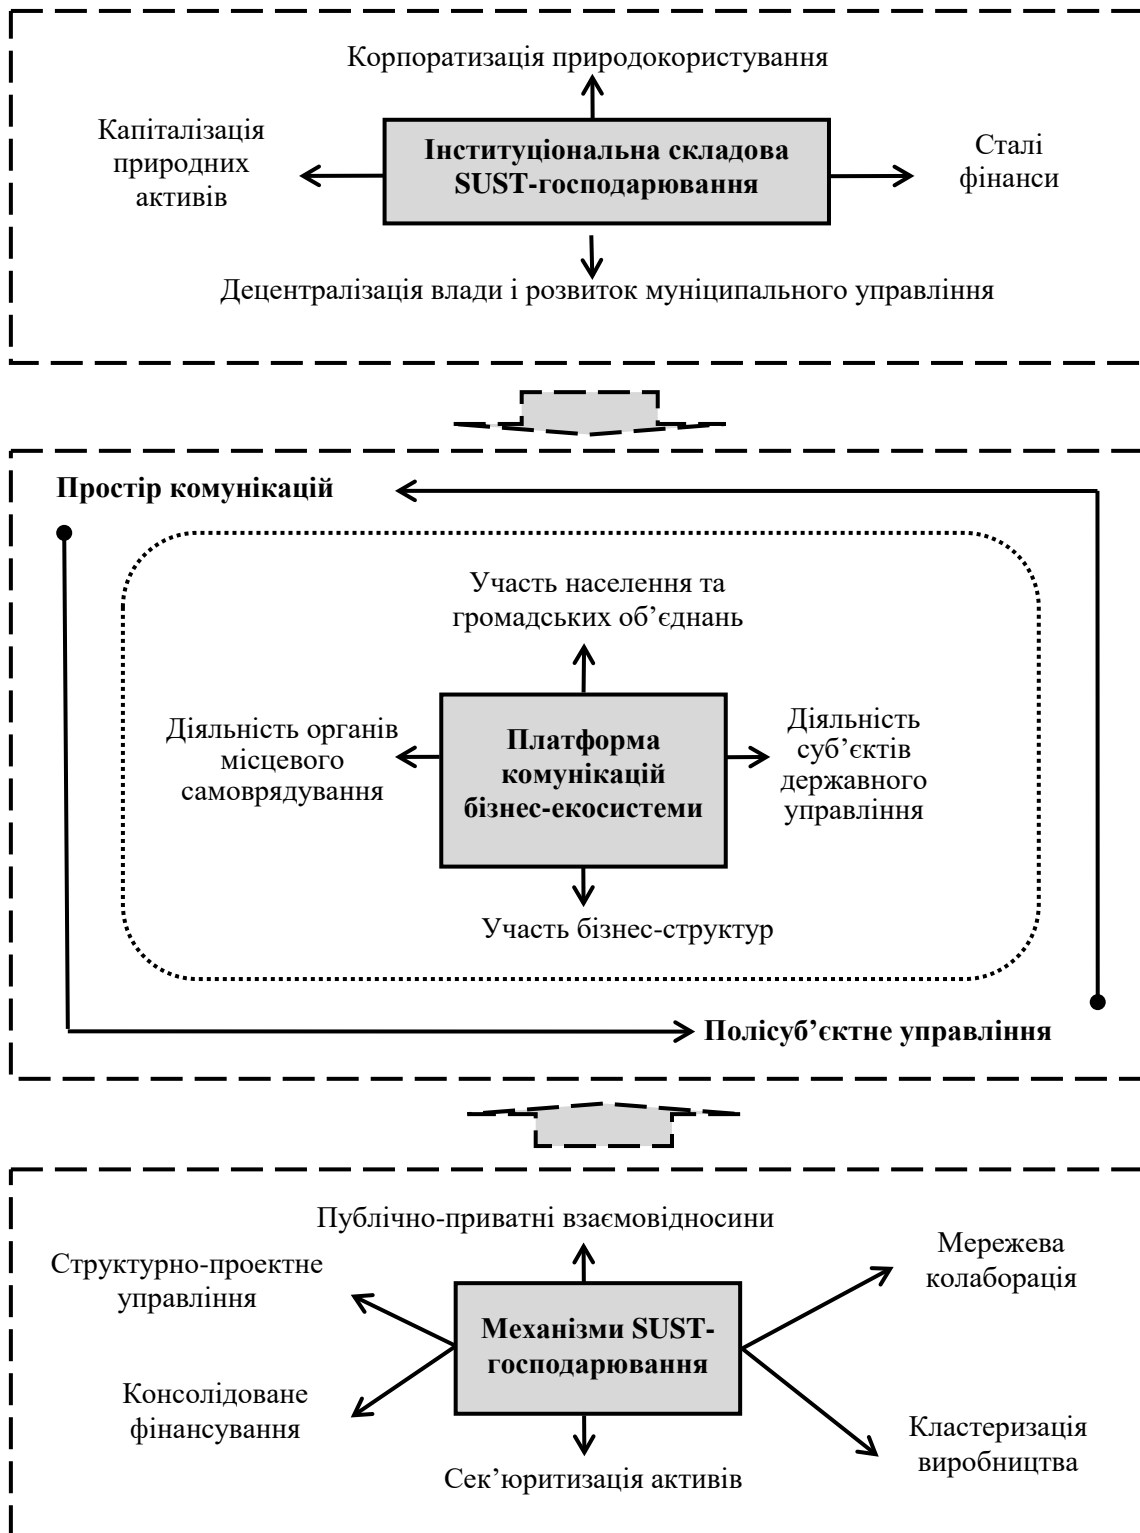 Корпоратизація природокористування
Капіталізація
природних
активів
Інституціональна складова
SUST-господарювання
Сталі
фінанси
Децентралізація влади і розвиток муніципального управління
Простір комунікацій
Участь населення та
громадських об’єднань
Діяльність органів
місцевого
самоврядування
Платформа
комунікацій
бізнес-екосистеми
Діяльність
суб’єктів
державного
управління
Участь бізнес-структур
Полісуб’єктне управління
Публічно-приватні взаємовідносини
Структурно-проектне
управління
Мережева
колаборація
Механізми SUST-
господарювання
Консолідоване
фінансування
Кластеризація
виробництва
Сек’юритизація активів